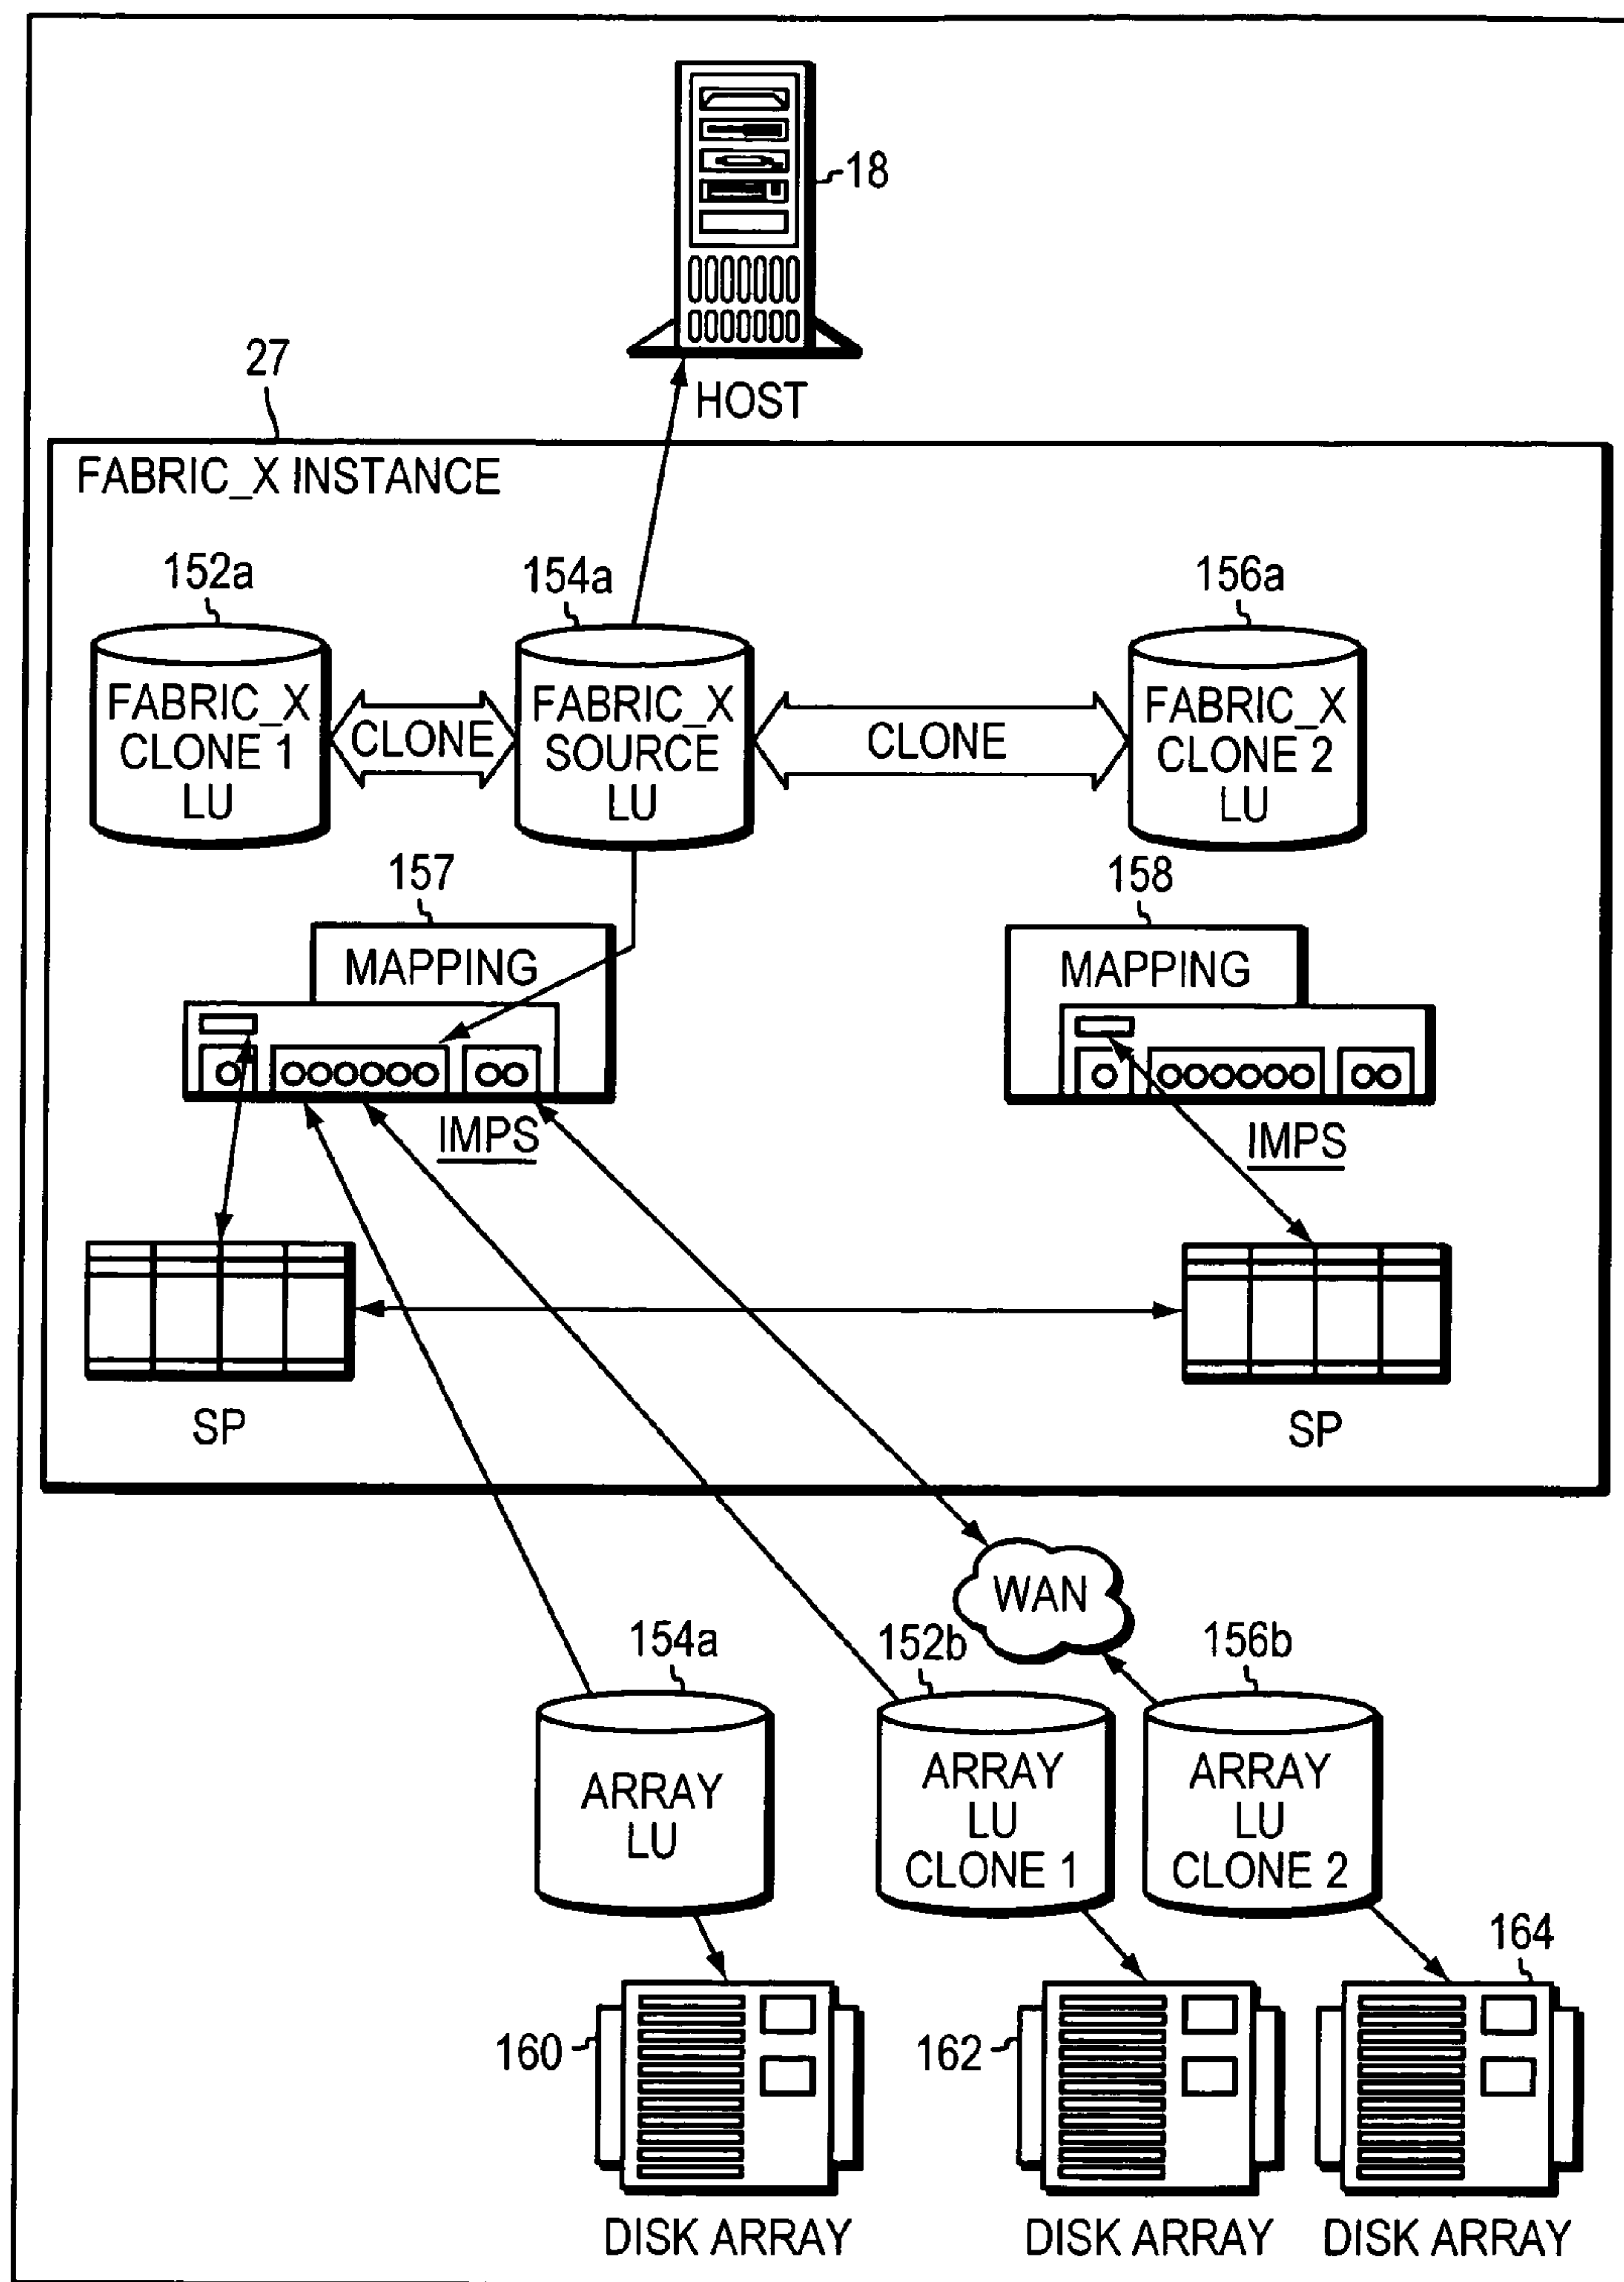 18
HOST
27
FABRIC_X INSTANCE
152a
154a
156a
FABRIC_X
CLONE 1
LU
CLONE
FABRIC_X
SOURCE
LU
CLONE
FABRIC_X
CLONE 2
LU
157
158
MAPPING
MAPPING
IMPS
IMPS
SP
SP
WAN
154a
152b
156b
ARRAY
LU
ARRAY
LU
CLONE 1
ARRAY
LU
CLONE 2
164
160
162
DISK ARRAY
DISK ARRAY
DISK ARRAY